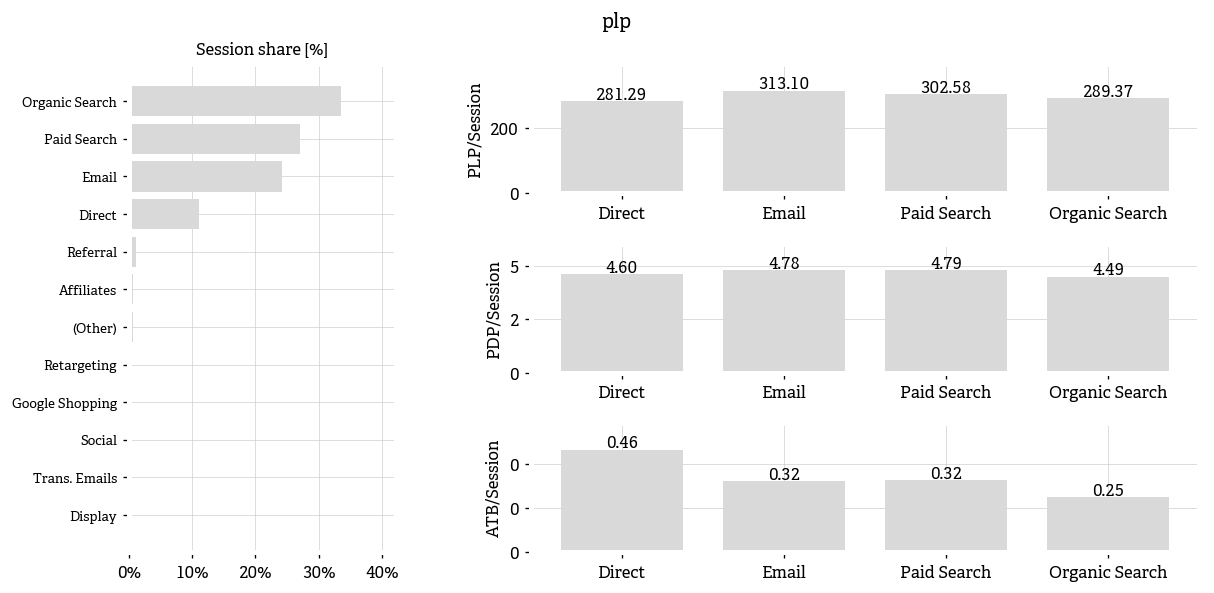 plp
Session share [%]
Organic Search
Paid Search
Email
Direct
Referral
Affiliates
(Other)
Retargeting
Google Shopping
Social
Trans. Emails
Display
0% 10% 20% 30% 40%
PLP/Session
200
0
281.29 313.10 302.58 289.37
Direct Email Paid Search Organic Search
PDP/Session
5
2
0
4.60 4.78 4.79 4.49
Direct Email Paid Search Organic Search
ATB/Session
0
0
0
0.46 0.32 0.32 0.25
Direct Email Paid Search Organic Search